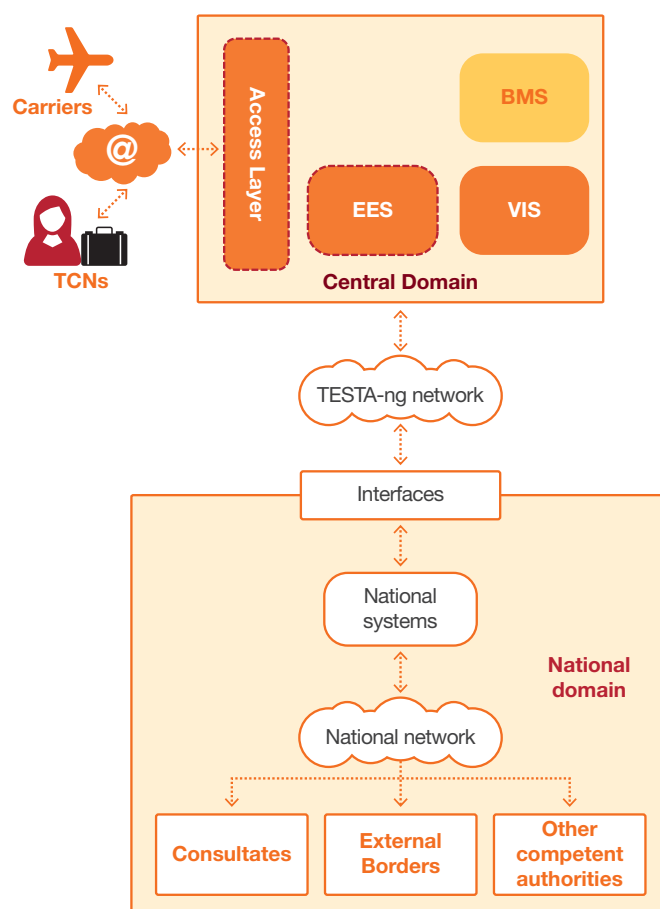 Carriers
@
TCNs
Access Layer
BMS
EES
VIS
Central Domain
TESTA-ng network
Interfaces
National
systems
National
domain
National network
Consultates
External
Borders
Other
competent
authorities